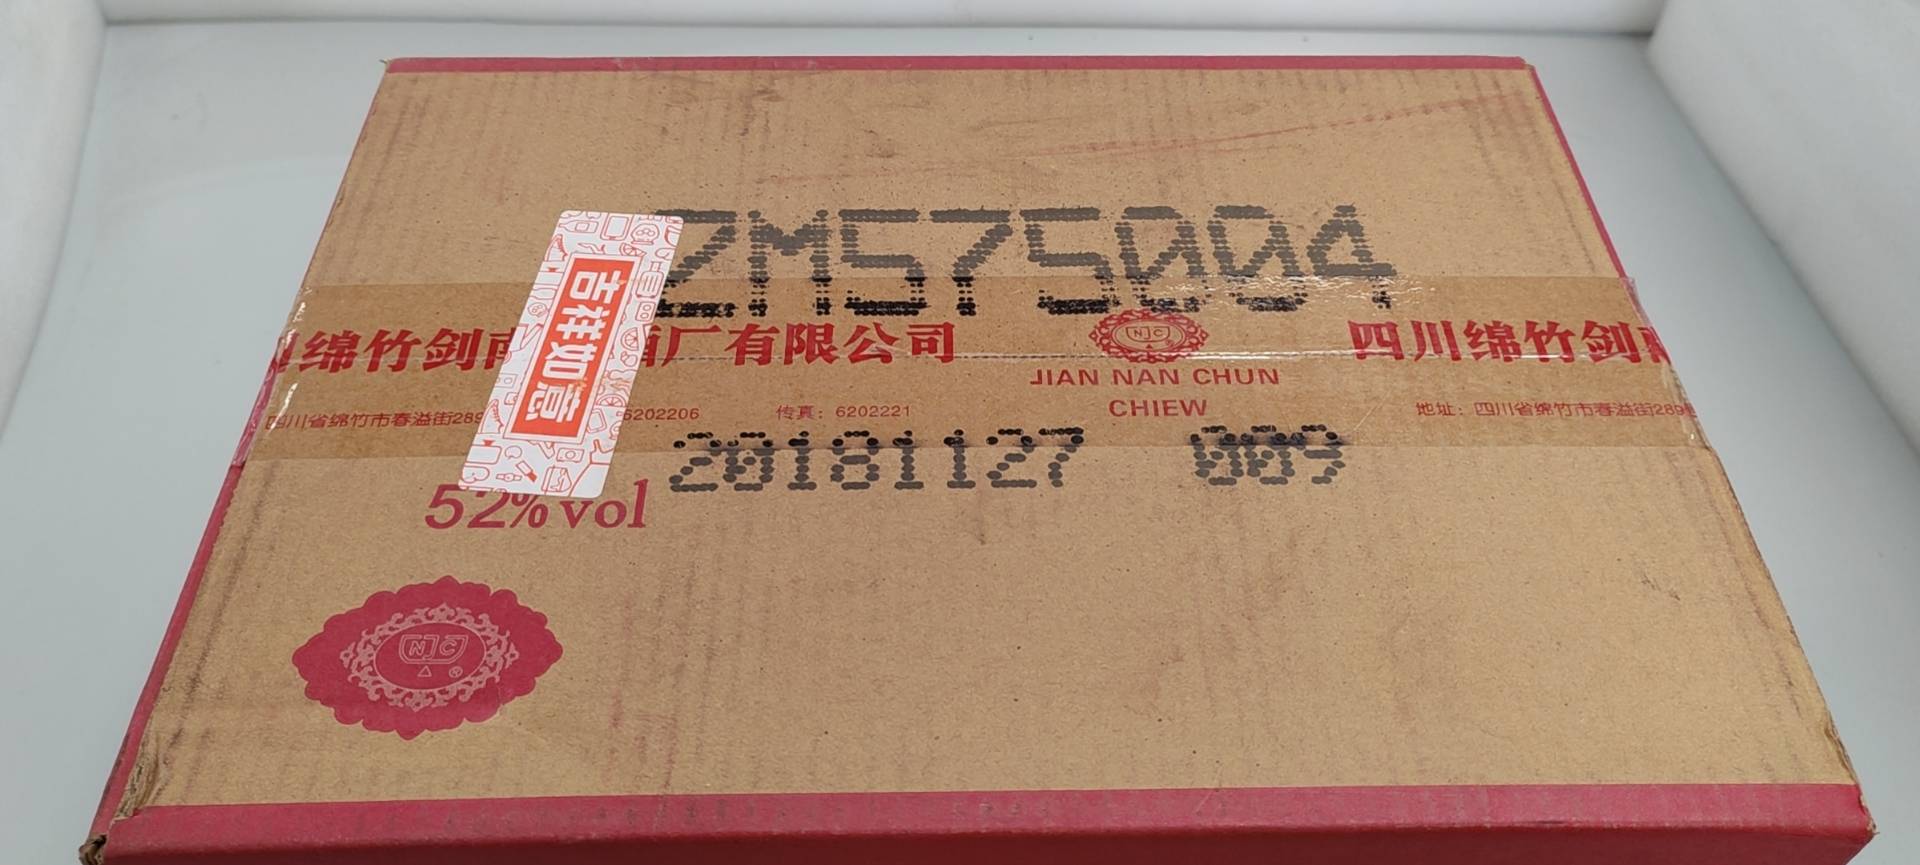 ZM575004
吉祥如意
绵竹剑南 酒厂有限公司
NJC
四川绵竹剑南
JIAN NAN CHUN
CHIEW
四川省绵竹市春溢街289 6202206 传真：6202221
地址：四川省绵竹市春溢街289号
20181127 009
52%vol
NJC
®